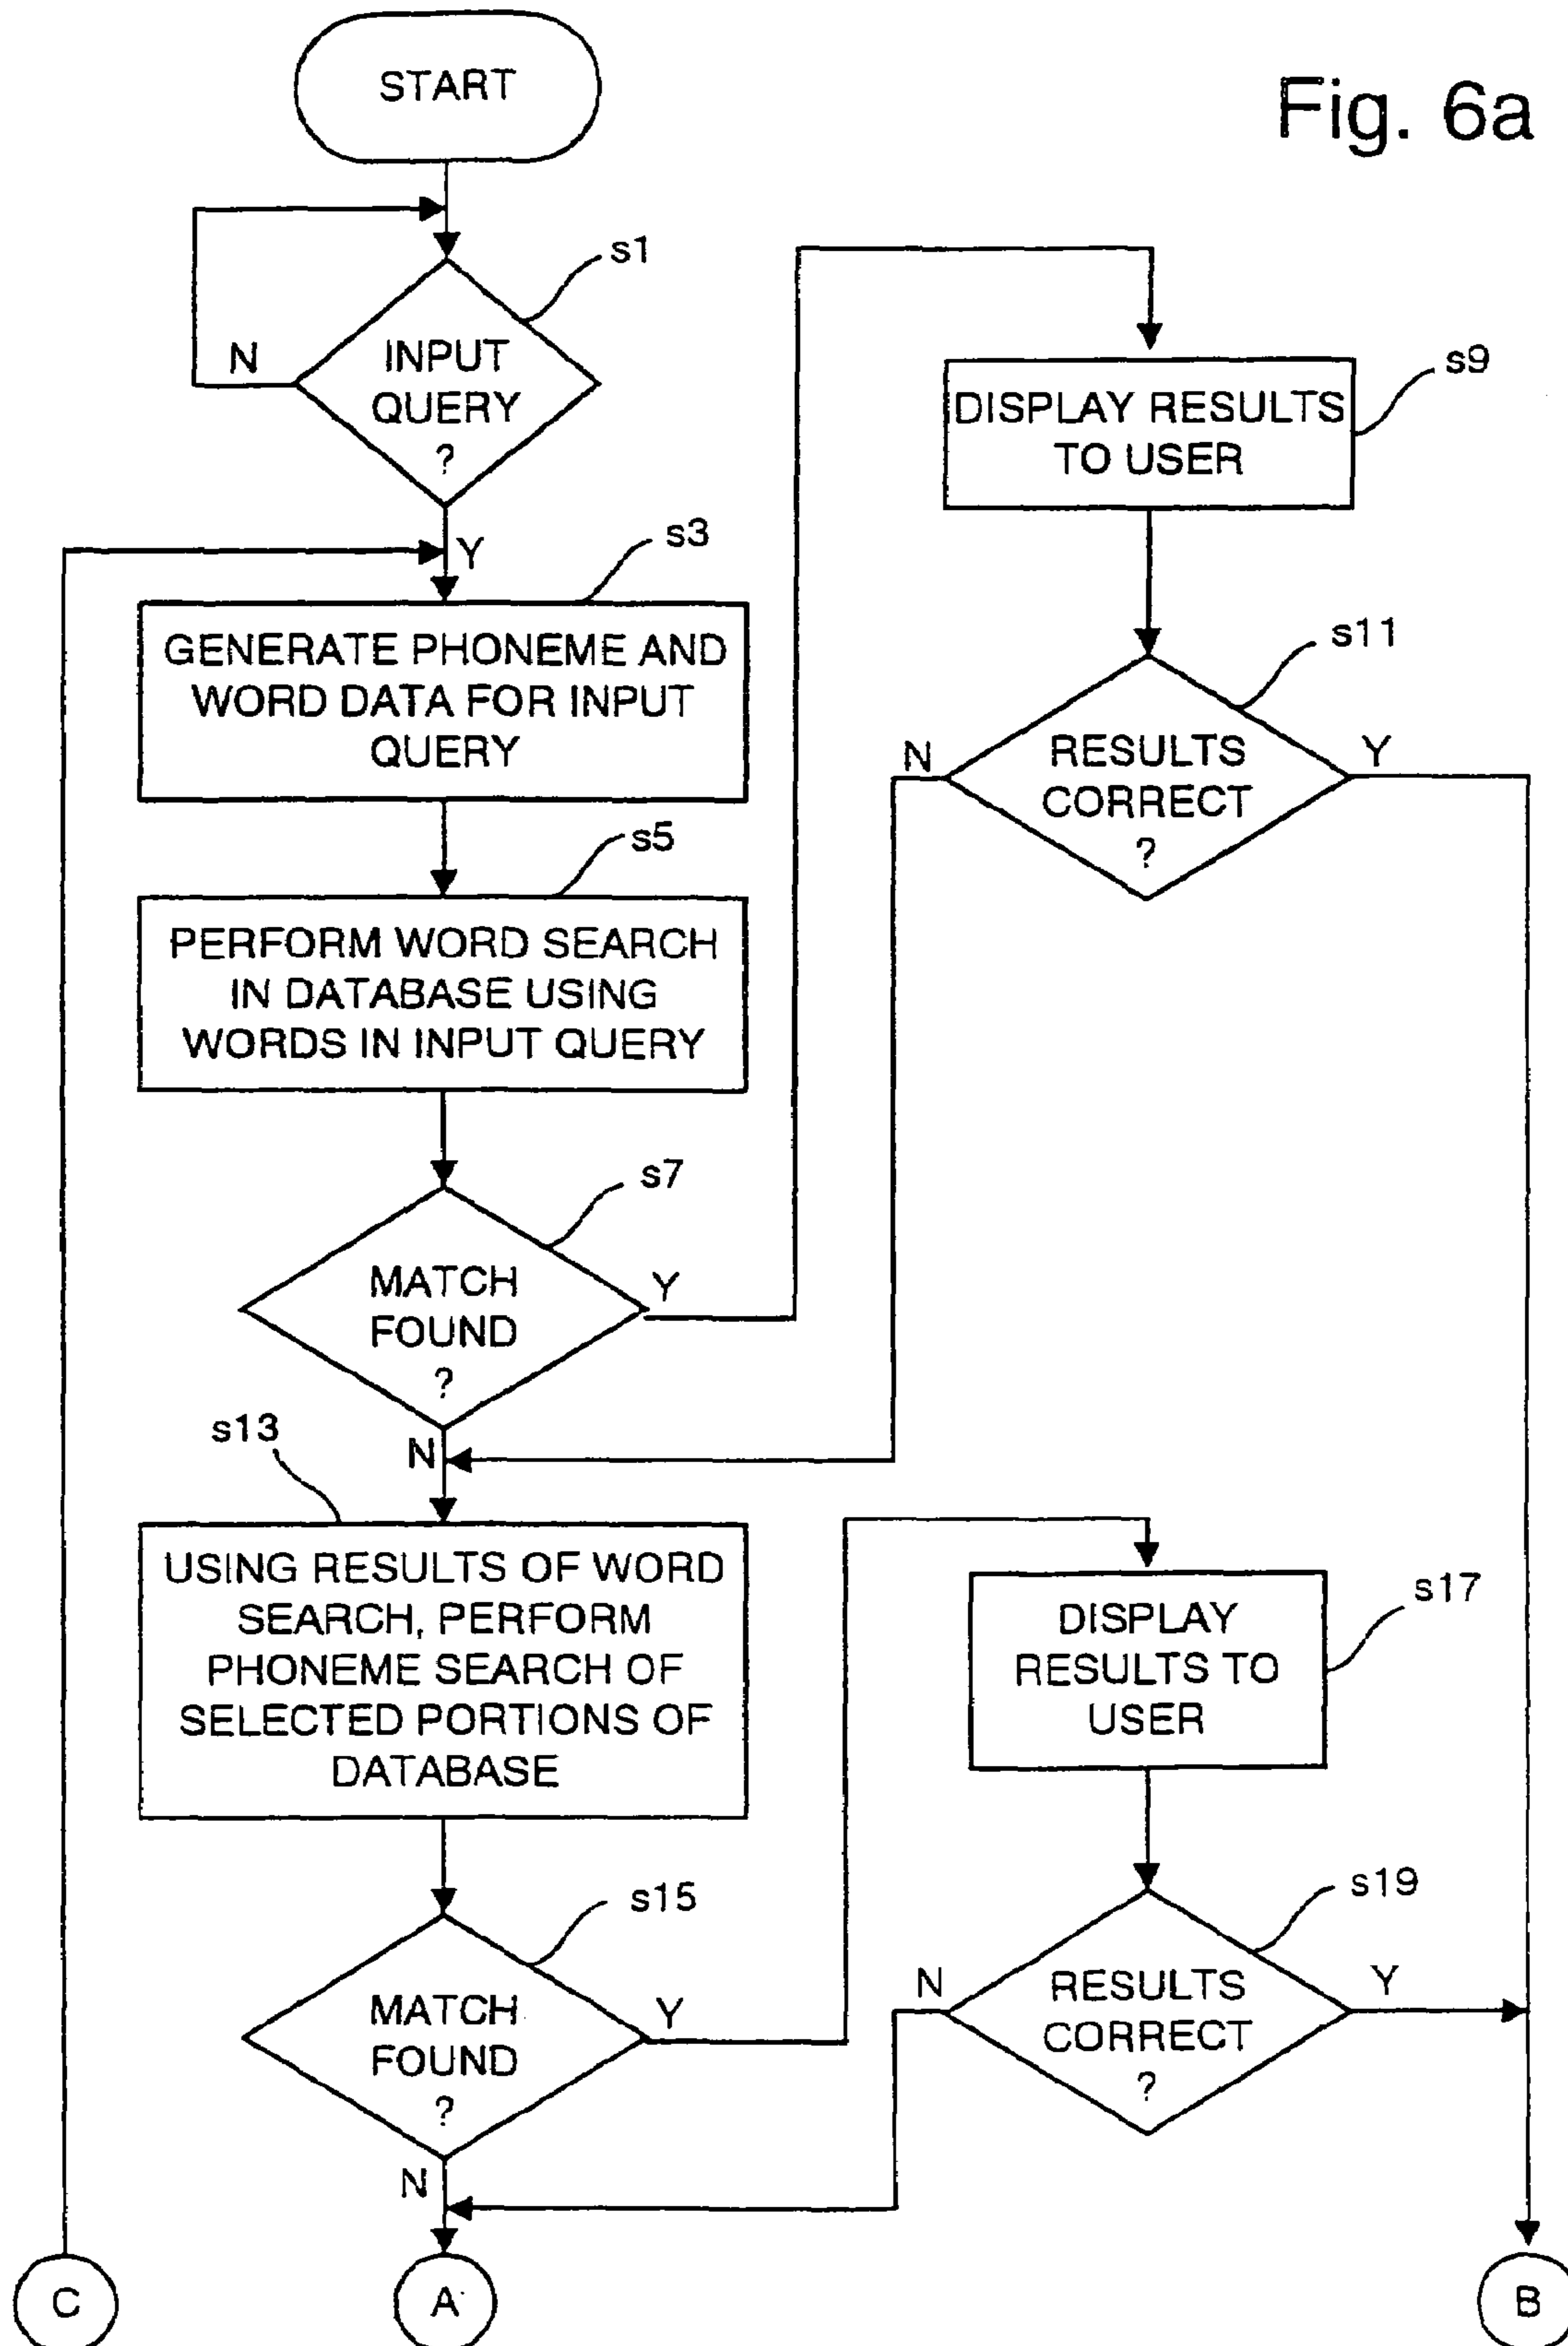 Fig. 6a
START
s1
N
INPUT
QUERY
?
Y
s3
GENERATE PHONEME AND
WORD DATA FOR INPUT
QUERY
s5
PERFORM WORD SEARCH
IN DATABASE USING
WORDS IN INPUT QUERY
s7
MATCH
FOUND
?
Y
N
s9
DISPLAY RESULTS
TO USER
s11
N
RESULTS
CORRECT
?
Y
s13
USING RESULTS OF WORD
SEARCH, PERFORM
PHONEME SEARCH OF
SELECTED PORTIONS OF
DATABASE
s15
MATCH
FOUND
?
Y
N
s17
DISPLAY
RESULTS TO
USER
s19
N
RESULTS
CORRECT
?
Y
C
A
B